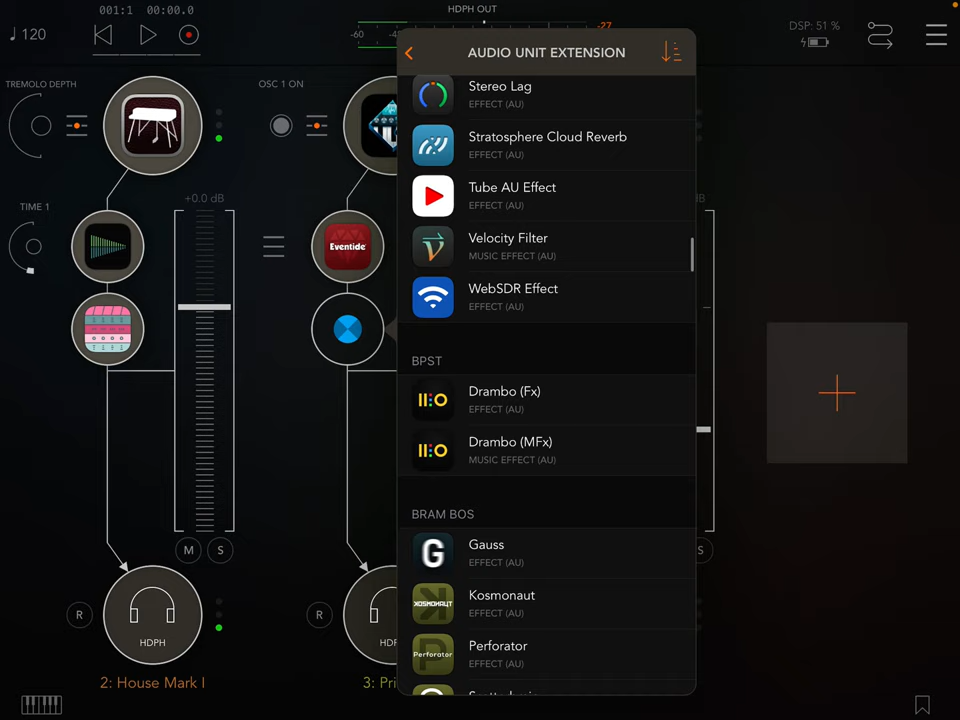 001:1 00:00.0
HDPH OUT
♩120
-60 -27
DSP: 51 %
AUDIO UNIT EXTENSION
TREMOLO DEPTH
OSC 1 ON
Stereo Lag
EFFECT (AU)
Stratosphere Cloud Reverb
EFFECT (AU)
Tube AU Effect
EFFECT (AU)
TIME 1
+0.0 dB
Velocity Filter
MUSIC EFFECT (AU)
Eventide
WebSDR Effect
EFFECT (AU)
BPST
Drambo (Fx)
EFFECT (AU)
Drambo (MFx)
MUSIC EFFECT (AU)
BRAM BOS
M S
S
G
Gauss
EFFECT (AU)
KOSMONAUT
Kosmonaut
EFFECT (AU)
R
R
HDPH
Perforator
Perforator
EFFECT (AU)
2: House Mark I
3: Pri